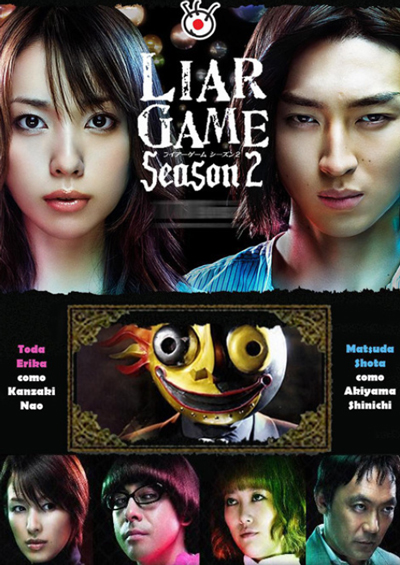 LIAR
GAME
ライアーゲーム シーズン2
Season 2
Toda
Erika
como
Kanzaki
Nao
Matsuda
Shota
como
Akiyama
Shinichi